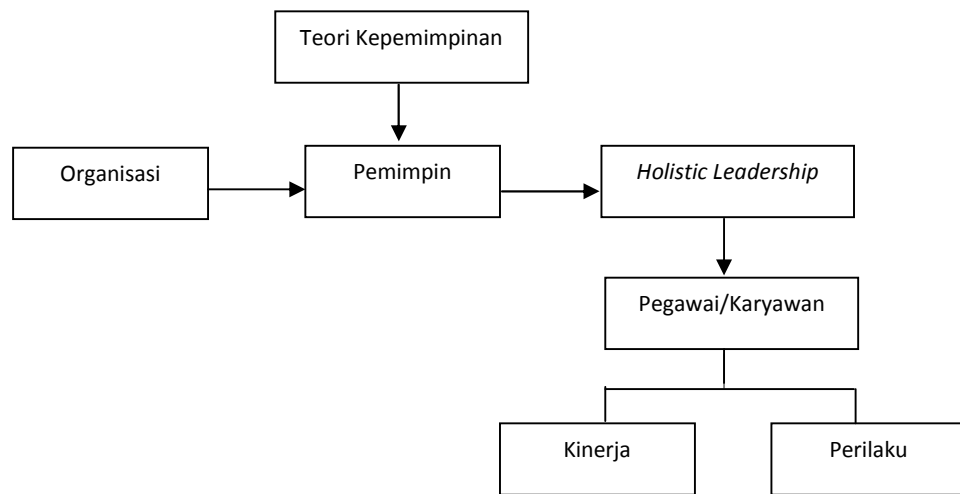 Teori Kepemimpinan
Organisasi
Pemimpin
Holistic Leadership
Pegawai/Karyawan
Kinerja
Perilaku